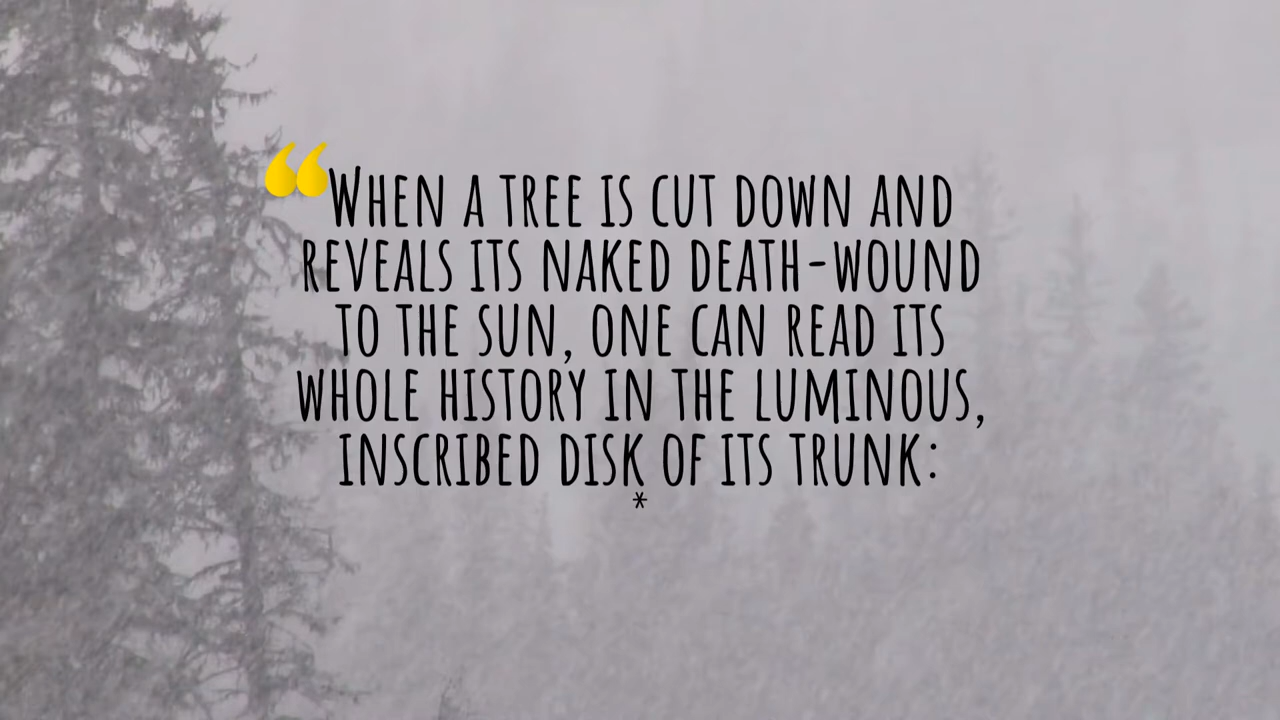 “When a tree is cut down and
reveals its naked death-wound
to the sun, one can read its
whole history in the luminous,
inscribed disk of its trunk:
*